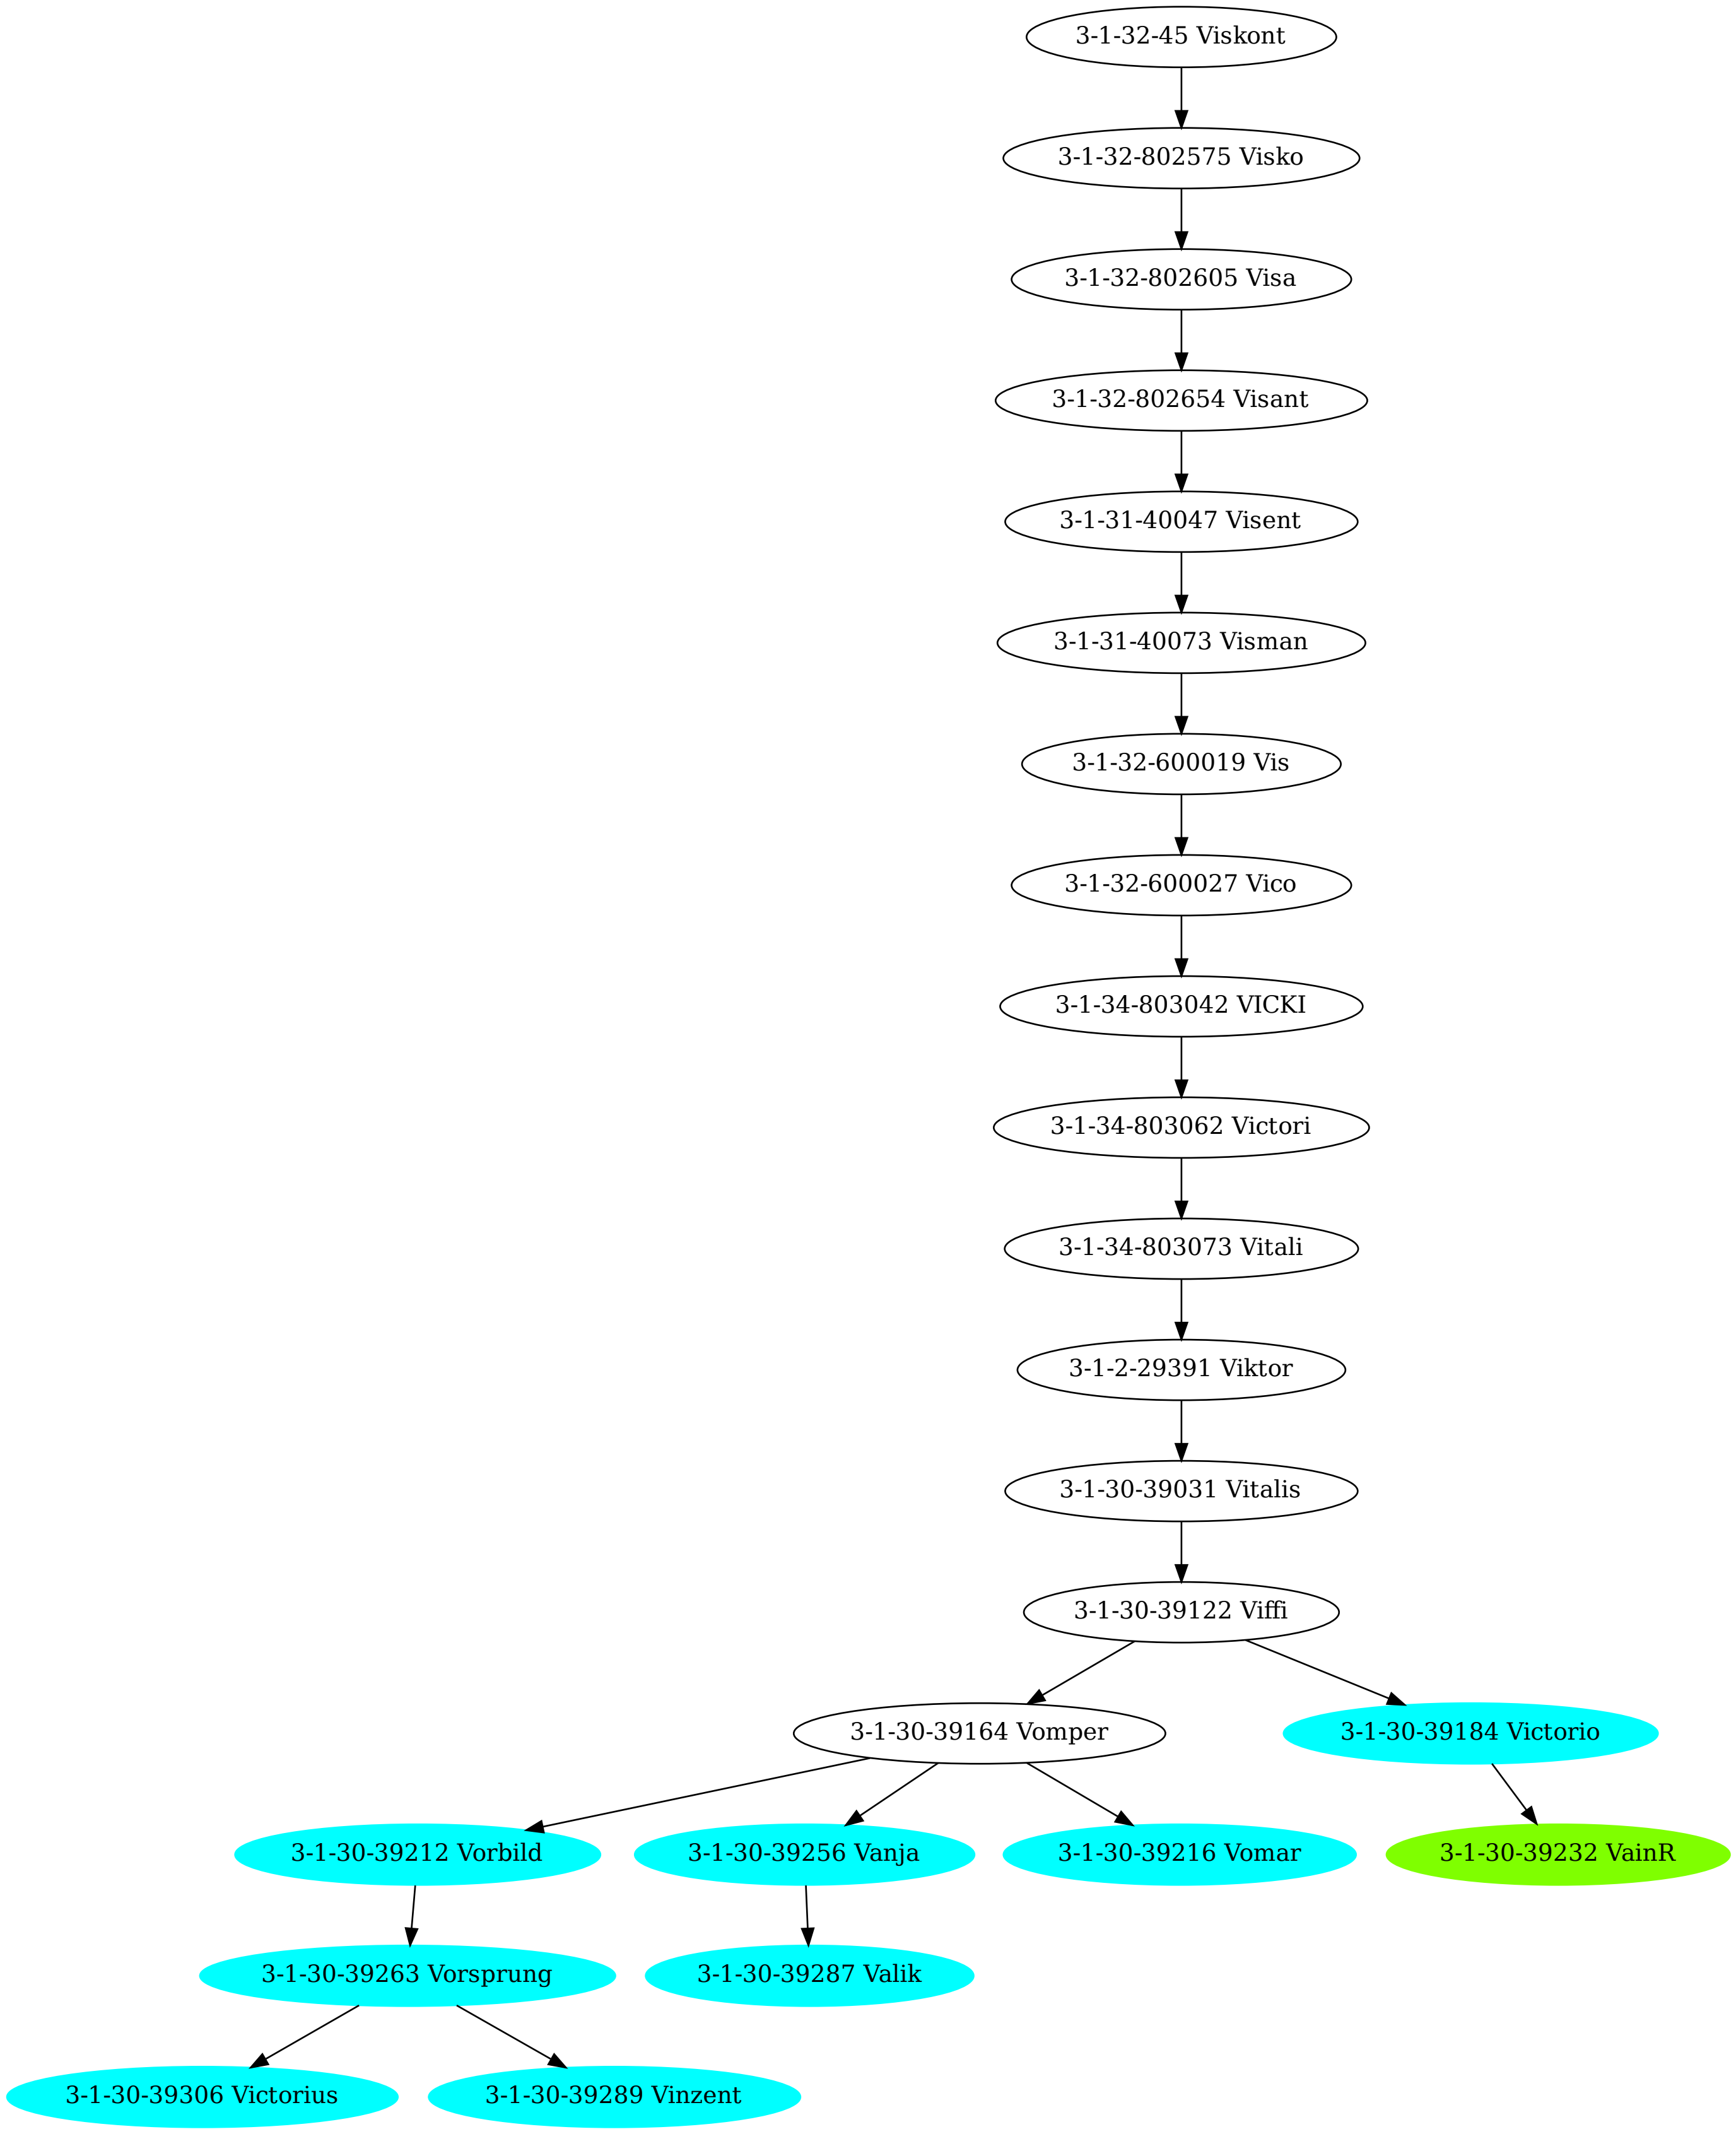 3-1-32-45 Viskont
3-1-32-802575 Visko
3-1-32-802605 Visa
3-1-32-802654 Visant
3-1-31-40047 Visent
3-1-31-40073 Visman
3-1-32-600019 Vis
3-1-32-600027 Vico
3-1-34-803042 VICKI
3-1-34-803062 Victori
3-1-34-803073 Vitali
3-1-2-29391 Viktor
3-1-30-39031 Vitalis
3-1-30-39122 Viffi
3-1-30-39164 Vomper
3-1-30-39184 Victorio
3-1-30-39212 Vorbild
3-1-30-39256 Vanja
3-1-30-39216 Vomar
3-1-30-39232 VainR
3-1-30-39263 Vorsprung
3-1-30-39287 Valik
3-1-30-39306 Victorius
3-1-30-39289 Vinzent